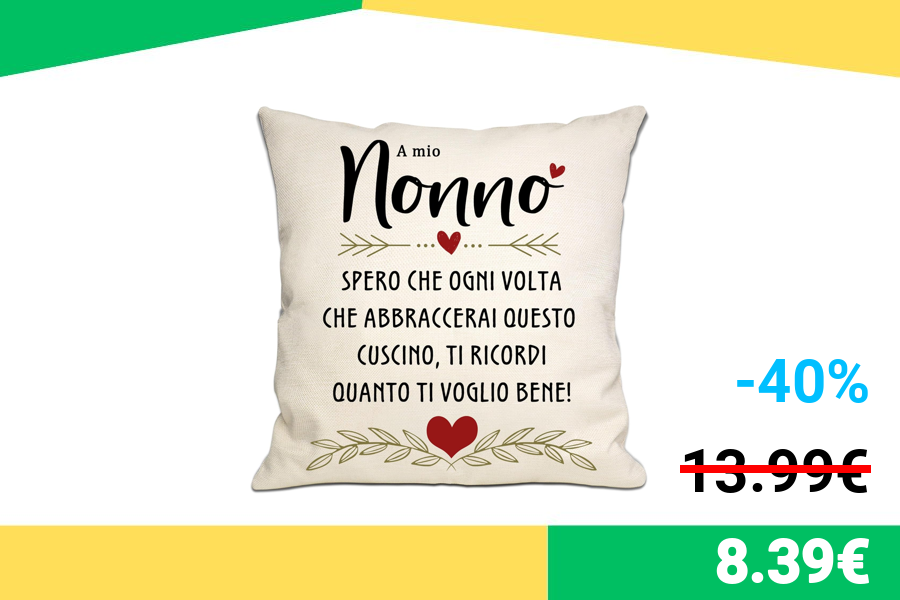 A mio
Nonno
SPERO CHE OGNI VOLTA
CHE ABBRACCERAI QUESTO
CUSCINO, TI RICORDI
QUANTO TI VOGLIO BENE!
-40%
13.99€
8.39€